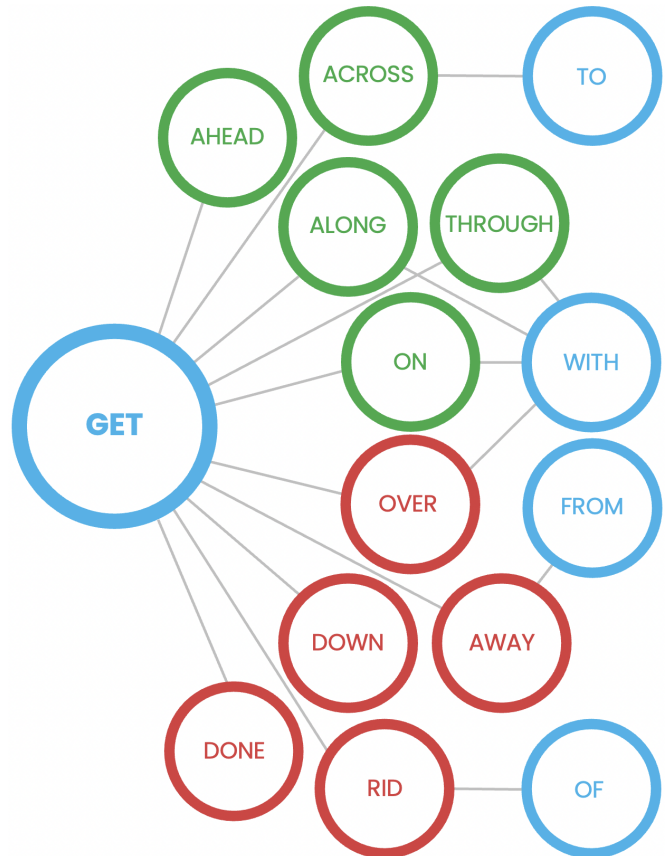 ACROSS
TO
AHEAD
ALONG
THROUGH
ON
WITH
GET
OVER
FROM
DOWN
AWAY
DONE
RID
OF